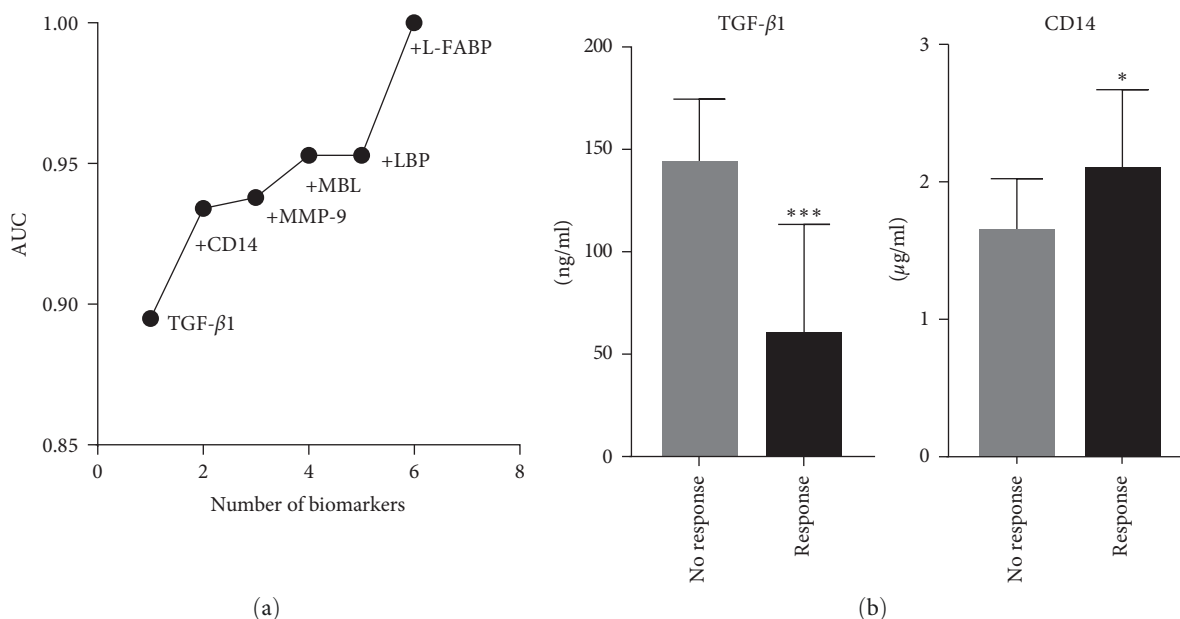 1.00
0.95
0.90
0.85
AUC
0
2
4
6
8
Number of biomarkers
TGF-β1
+CD14
+MMP-9
+MBL
+LBP
+L-FABP
(a)
TGF-β1
200
150
100
50
0
(ng/ml)
***
No response
Response
CD14
3
2
1
0
(μg/ml)
*
No response
Response
(b)